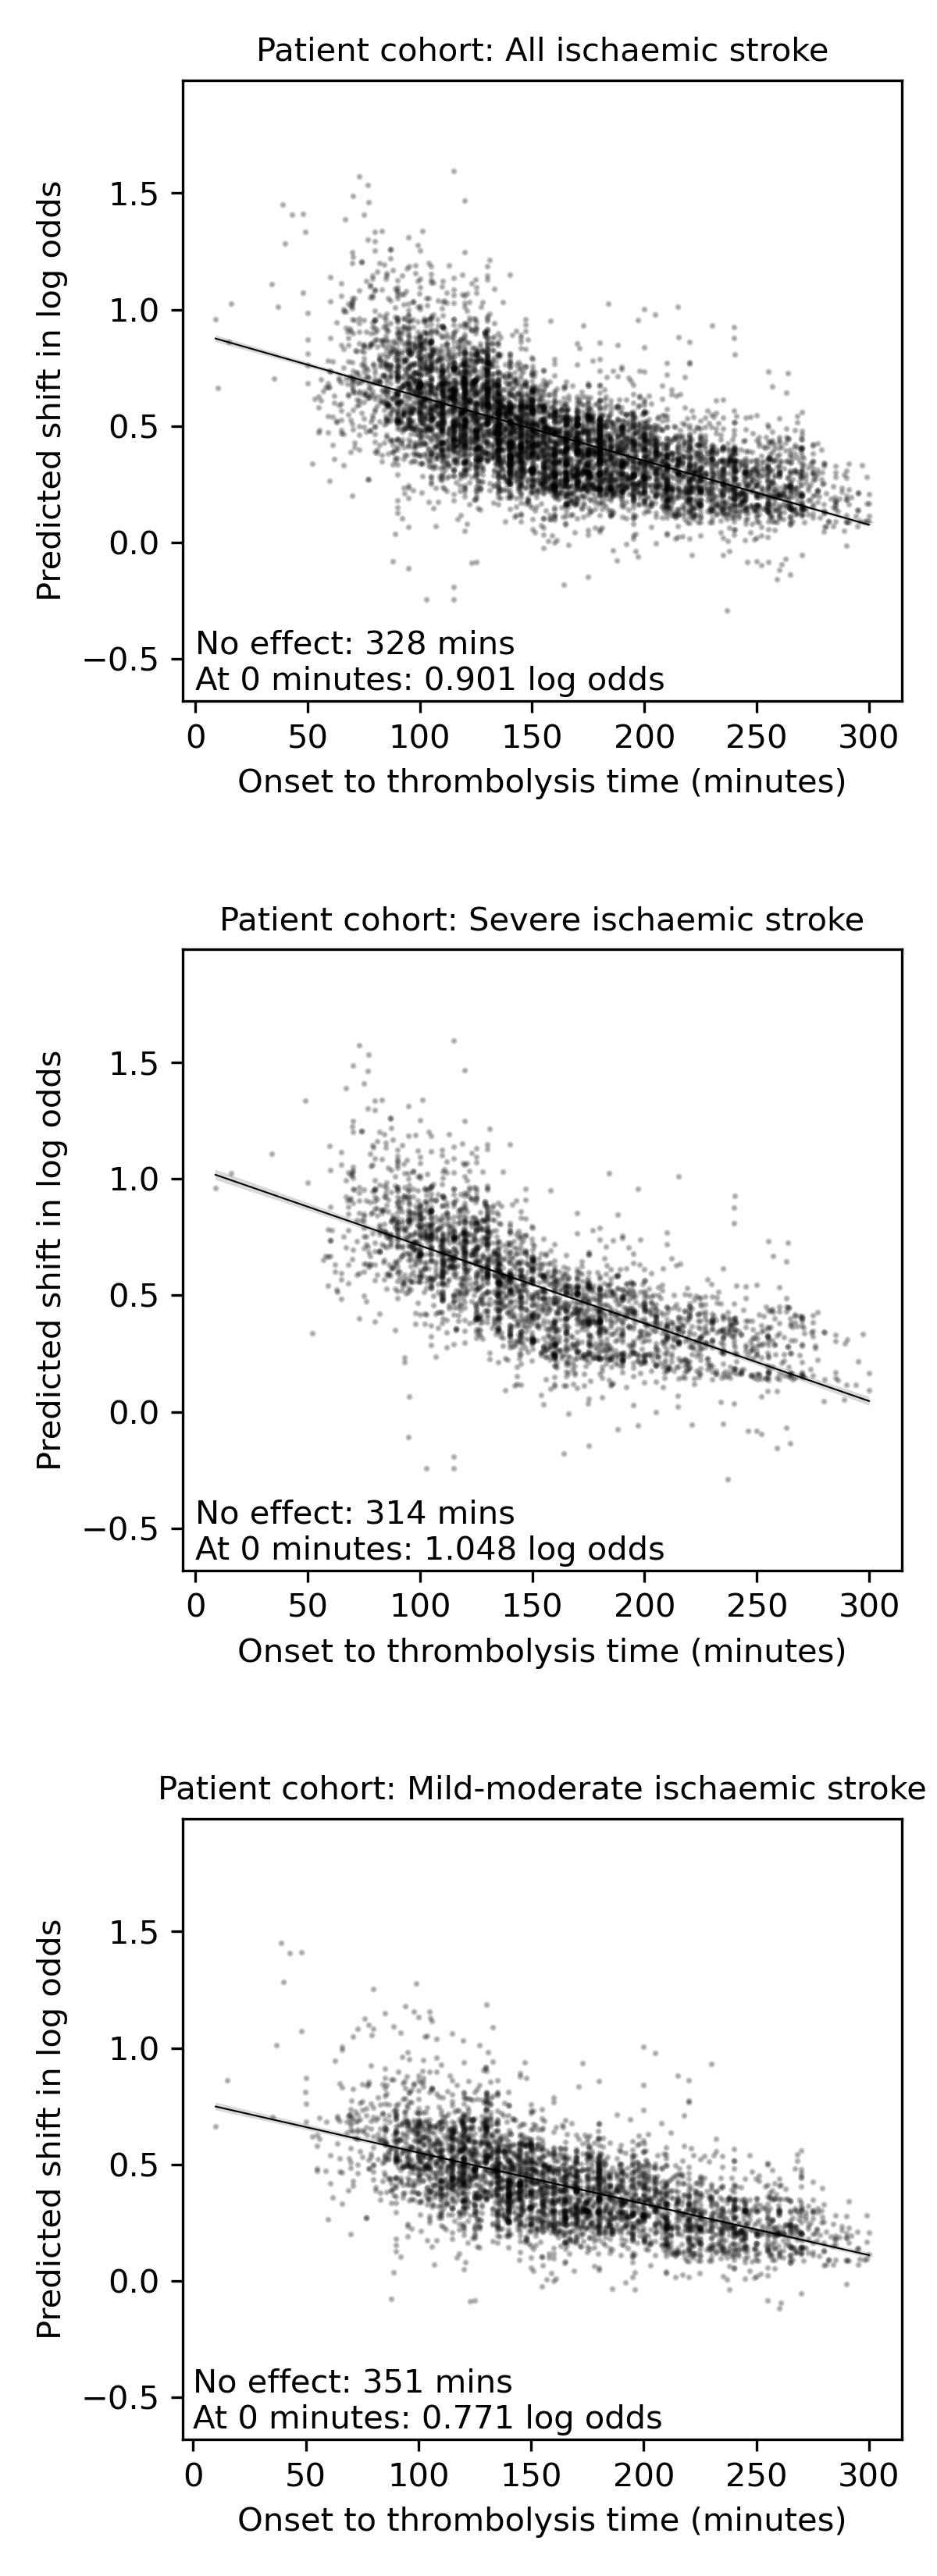 Patient cohort: All ischaemic stroke
Predicted shift in log odds
1.5
1.0
0.5
0.0
−0.5
No effect: 328 mins
At 0 minutes: 0.901 log odds
0 50 100 150 200 250 300
Onset to thrombolysis time (minutes)
Patient cohort: Severe ischaemic stroke
Predicted shift in log odds
1.5
1.0
0.5
0.0
−0.5
No effect: 314 mins
At 0 minutes: 1.048 log odds
0 50 100 150 200 250 300
Onset to thrombolysis time (minutes)
Patient cohort: Mild-moderate ischaemic stroke
Predicted shift in log odds
1.5
1.0
0.5
0.0
−0.5
No effect: 351 mins
At 0 minutes: 0.771 log odds
0 50 100 150 200 250 300
Onset to thrombolysis time (minutes)